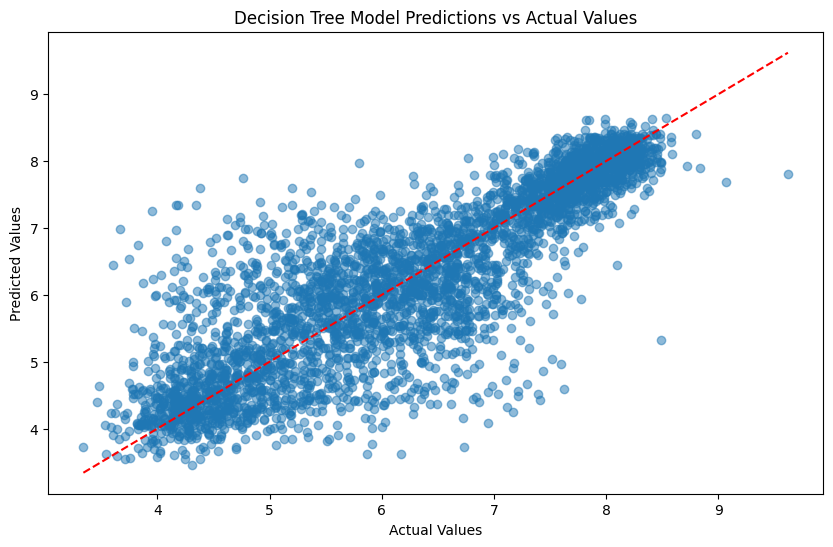 Decision Tree Model Predictions vs Actual Values
Predicted Values
9
8
7
6
5
4
4 5 6 7 8 9
Actual Values